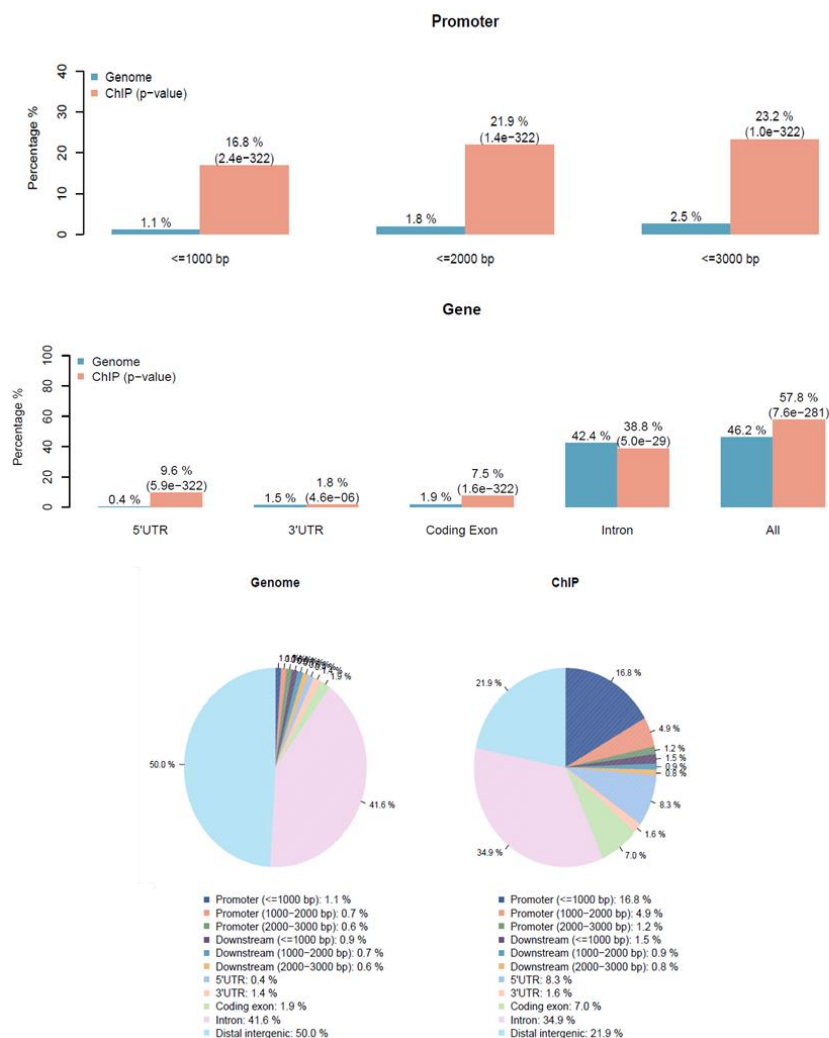 Promoter
Percentage %
40
30
20
10
0
Genome
ChIP (p-value)
1.1 %
16.8 %
(2.4e-322)
1.8 %
21.9 %
(1.4e-322)
2.5 %
23.2 %
(1.0e-322)
<=1000 bp
<=2000 bp
<=3000 bp
Gene
Percentage %
100
80
60
40
20
0
Genome
ChIP (p-value)
0.4 %
9.6 %
(5.9e-322)
1.5 %
1.8 %
(4.6e-06)
1.9 %
7.5 %
(1.6e-322)
42.4 %
38.8 %
(5.0e-29)
46.2 %
57.8 %
(7.6e-281)
5'UTR
3'UTR
Coding Exon
Intron
All
Genome
1.9 %
50.0 %
41.6 %
Promoter (<=1000 bp): 1.1 %
Promoter (1000-2000 bp): 0.7 %
Promoter (2000-3000 bp): 0.6 %
Downstream (<=1000 bp): 0.9 %
Downstream (1000-2000 bp): 0.7 %
Downstream (2000-3000 bp): 0.6 %
5'UTR: 0.4 %
3'UTR: 1.4 %
Coding exon: 1.9 %
Intron: 41.6 %
Distal intergenic: 50.0 %
ChIP
21.9 %
16.8 %
4.9 %
1.2 %
1.5 %
0.9 %
0.8 %
8.3 %
1.6 %
7.0 %
34.9 %
Promoter (<=1000 bp): 16.8 %
Promoter (1000-2000 bp): 4.9 %
Promoter (2000-3000 bp): 1.2 %
Downstream (<=1000 bp): 1.5 %
Downstream (1000-2000 bp): 0.9 %
Downstream (2000-3000 bp): 0.8 %
5'UTR: 8.3 %
3'UTR: 1.6 %
Coding exon: 7.0 %
Intron: 34.9 %
Distal intergenic: 21.9 %